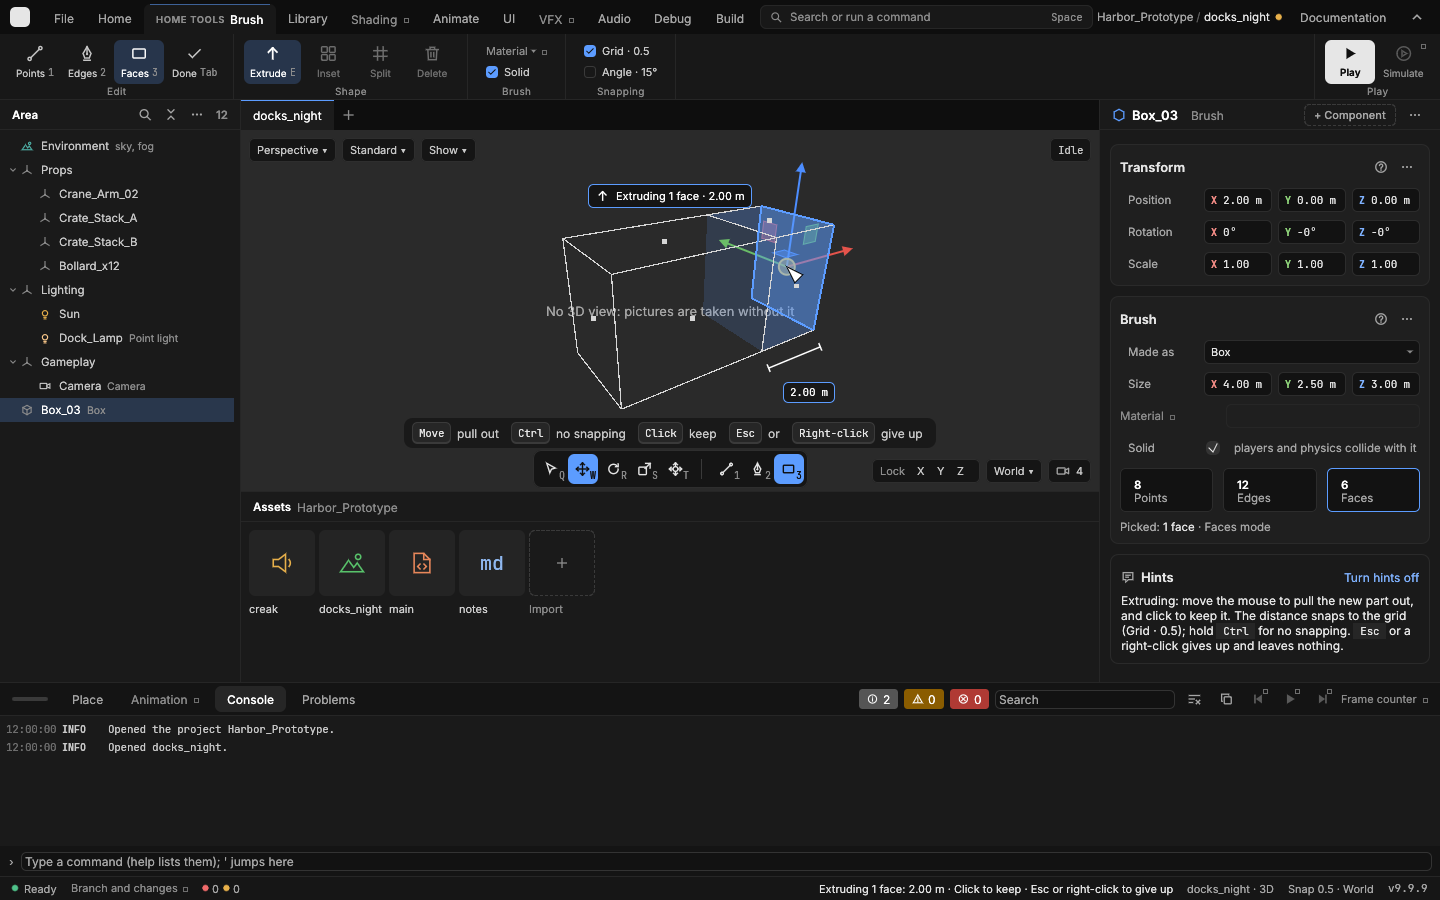 File Home HOME TOOLS Brush Library Shading Animate UI VFX Audio Debug Build Search or run a command Space Harbor_Prototype / docks_night Documentation
Points 1 Edges 2 Faces 3 Done Tab
Edit
Extrude E Inset Split Delete
Shape
Material
Solid
Brush
Grid · 0.5
Angle · 15°
Snapping
Play Simulate
Play
Area 12
Environment sky, fog
Props
Crane_Arm_02
Crate_Stack_A
Crate_Stack_B
Bollard_x12
Lighting
Sun
Dock_Lamp Point light
Gameplay
Camera Camera
Box_03 Box
docks_night
Perspective Standard Show Idle
Extruding 1 face · 2.00 m
No 3D view: pictures are taken without it
2.00 m
Move pull out Ctrl no snapping Click keep Esc or Right-click give up
Q W R S T 1 2 3 Lock X Y Z World 4
Assets Harbor_Prototype
md
creak docks_night main notes Import
Box_03 Brush + Component
Transform
Position X 2.00 m Y 0.00 m Z 0.00 m
Rotation X 0° Y -0° Z -0°
Scale X 1.00 Y 1.00 Z 1.00
Brush
Made as Box
Size X 4.00 m Y 2.50 m Z 3.00 m
Material
Solid players and physics collide with it
8 12 6
Points Edges Faces
Picked: 1 face · Faces mode
Hints Turn hints off
Extruding: move the mouse to pull the new part out,
and click to keep it. The distance snaps to the grid
(Grid · 0.5); hold Ctrl for no snapping. Esc or a
right-click gives up and leaves nothing.
Place Animation Console Problems 2 0 0 Search Frame counter
12:00:00 INFO Opened the project Harbor_Prototype.
12:00:00 INFO Opened docks_night.
› Type a command (help lists them); ' jumps here
Ready Branch and changes 0 0 Extruding 1 face: 2.00 m · Click to keep · Esc or right-click to give up docks_night · 3D Snap 0.5 · World v9.9.9